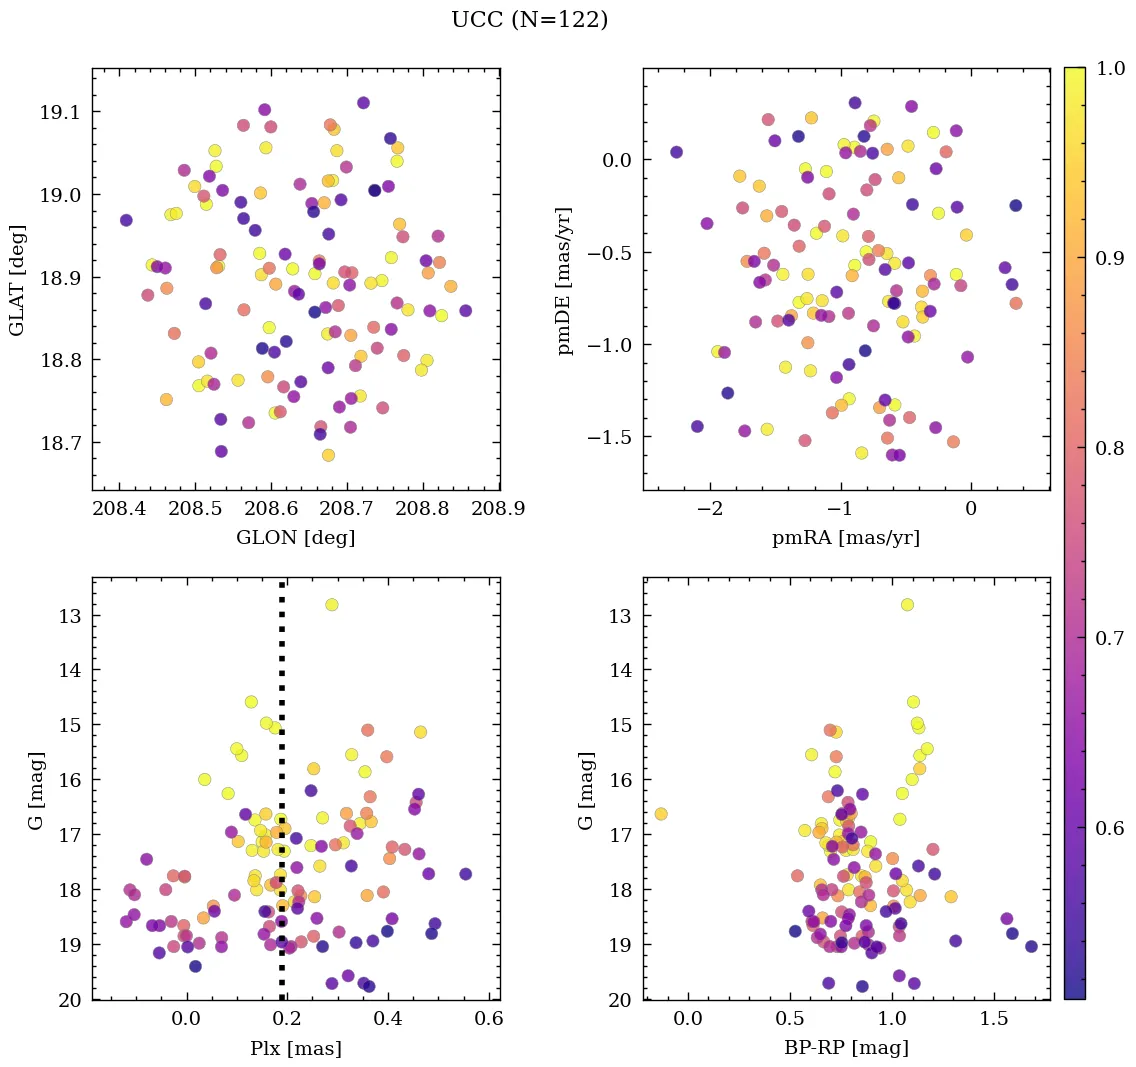 UCC (N=122)
19.1
19.0
18.9
18.8
18.7
GLAT [deg]
208.4 208.5 208.6 208.7 208.8 208.9
GLON [deg]
0.0
−0.5
−1.0
−1.5
pmDE [mas/yr]
−2 −1 0
pmRA [mas/yr]
1.0
0.9
0.8
0.7
0.6
13
14
15
16
17
18
19
20
G [mag]
0.0 0.2 0.4 0.6
Plx [mas]
13
14
15
16
17
18
19
20
G [mag]
0.0 0.5 1.0 1.5
BP-RP [mag]